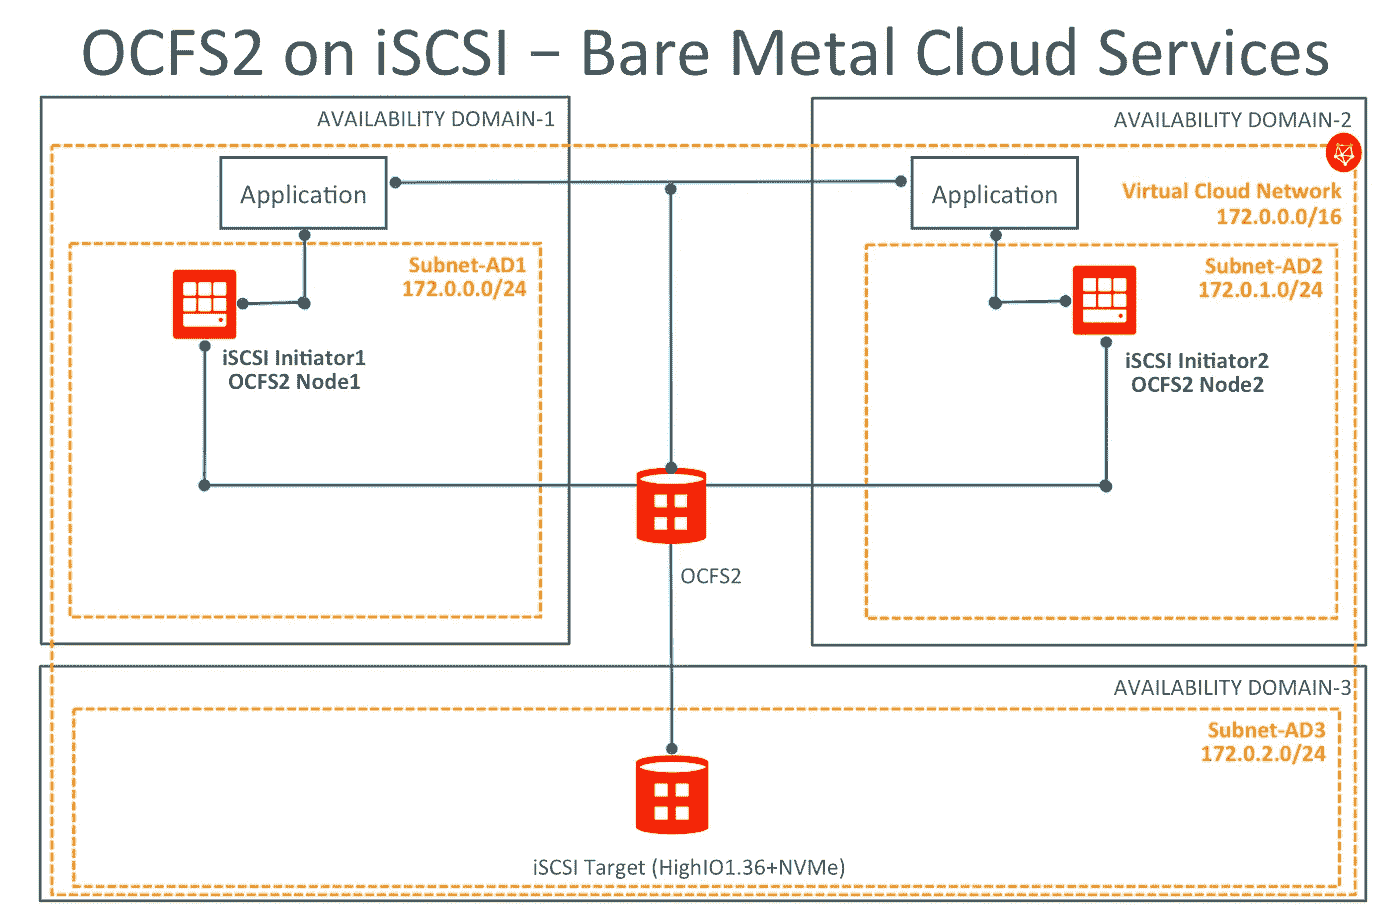 OCFS2 on iSCSI – Bare Metal Cloud Services
AVAILABILITY DOMAIN-1
AVAILABILITY DOMAIN-2
Application
Application
Virtual Cloud Network
172.0.0.0/16
Subnet-AD1
172.0.0.0/24
Subnet-AD2
172.0.1.0/24
iSCSI Initiator1
OCFS2 Node1
iSCSI Initiator2
OCFS2 Node2
OCFS2
AVAILABILITY DOMAIN-3
Subnet-AD3
172.0.2.0/24
iSCSI Target (HighIO1.36+NVMe)